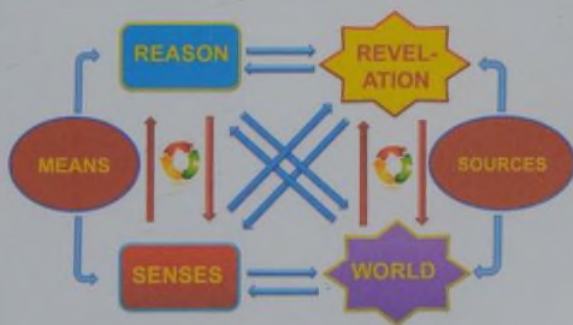 REASON
REVEL-
ATION
MEANS
SOURCES
SENSES
WORLD